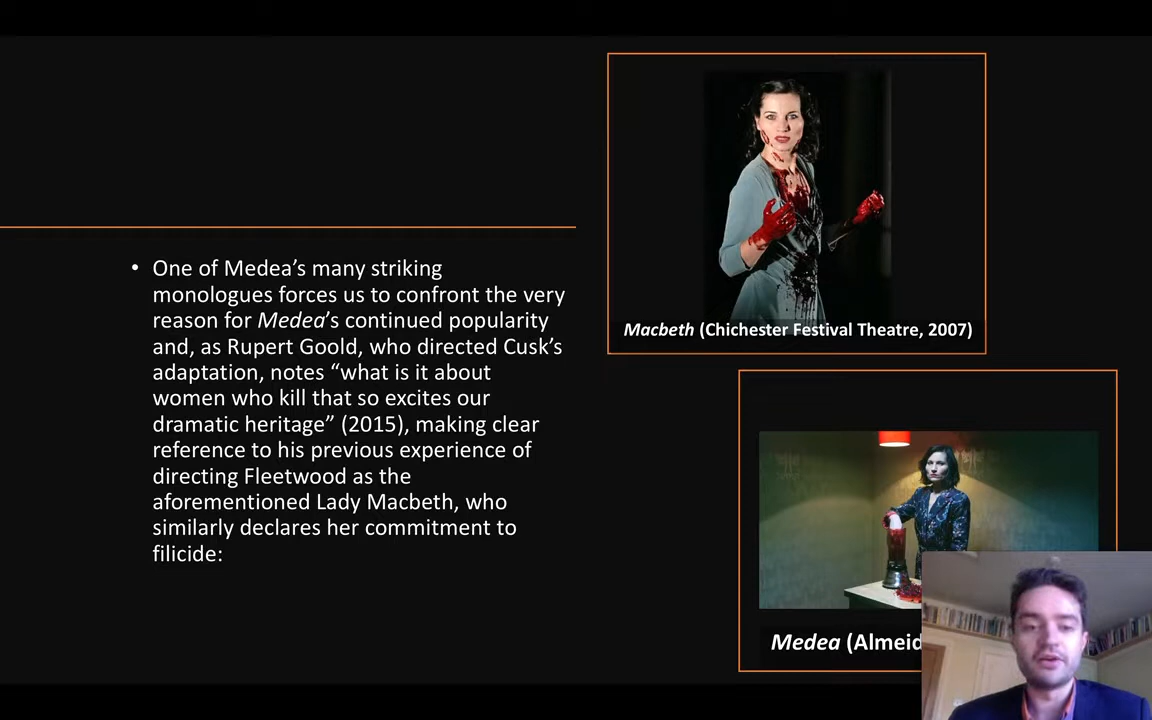 One of Medea’s many striking
monologues forces us to confront the very
reason for Medea’s continued popularity
and, as Rupert Goold, who directed Cusk’s
adaptation, notes “what is it about
women who kill that so excites our
dramatic heritage” (2015), making clear
reference to his previous experience of
directing Fleetwood as the
aforementioned Lady Macbeth, who
similarly declares her commitment to
filicide:
Macbeth (Chichester Festival Theatre, 2007)
Medea (Almeid